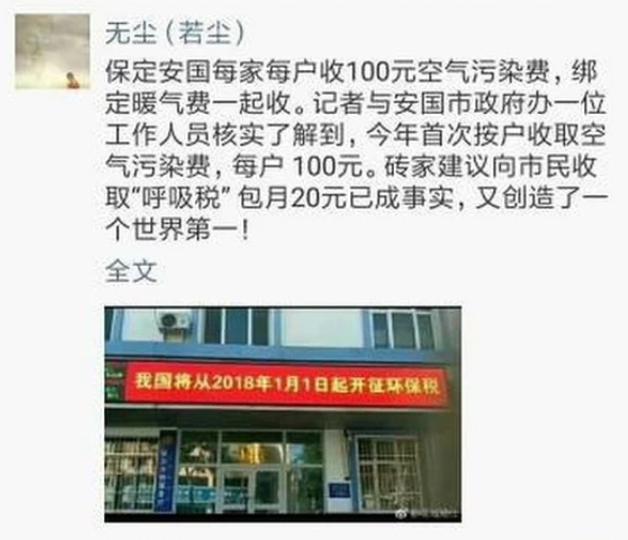 无尘（若尘）
保定安国每家每户收100元空气污染费，绑
定暖气费一起收。记者与安国市政府办一位
工作人员核实了解到，今年首次按户收取空
气污染费，每户 100元。砖家建议向市民收
取“呼吸税” 包月20元已成事实，又创造了一
个世界第一！
全文
我国将从2018年1月1日起开征环保税